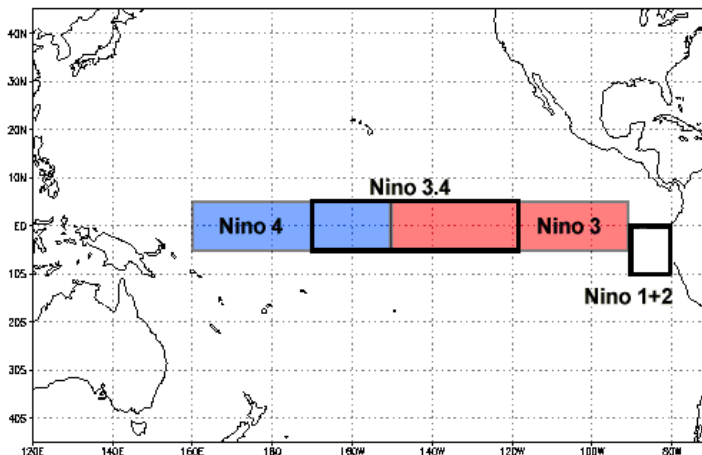 40N
30N
20N
10N
EQ
10S
20S
30S
40S
Nino 3.4
Nino 4
Nino 3
Nino 1+2
120E
140E
160E
180
160W
140W
120W
100W
80W